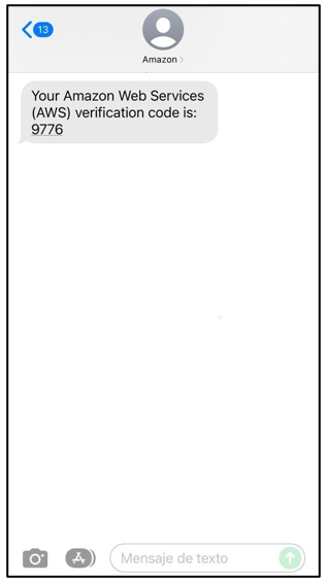 13
Amazon
Your Amazon Web Services
(AWS) verification code is:
9776
Mensaje de texto